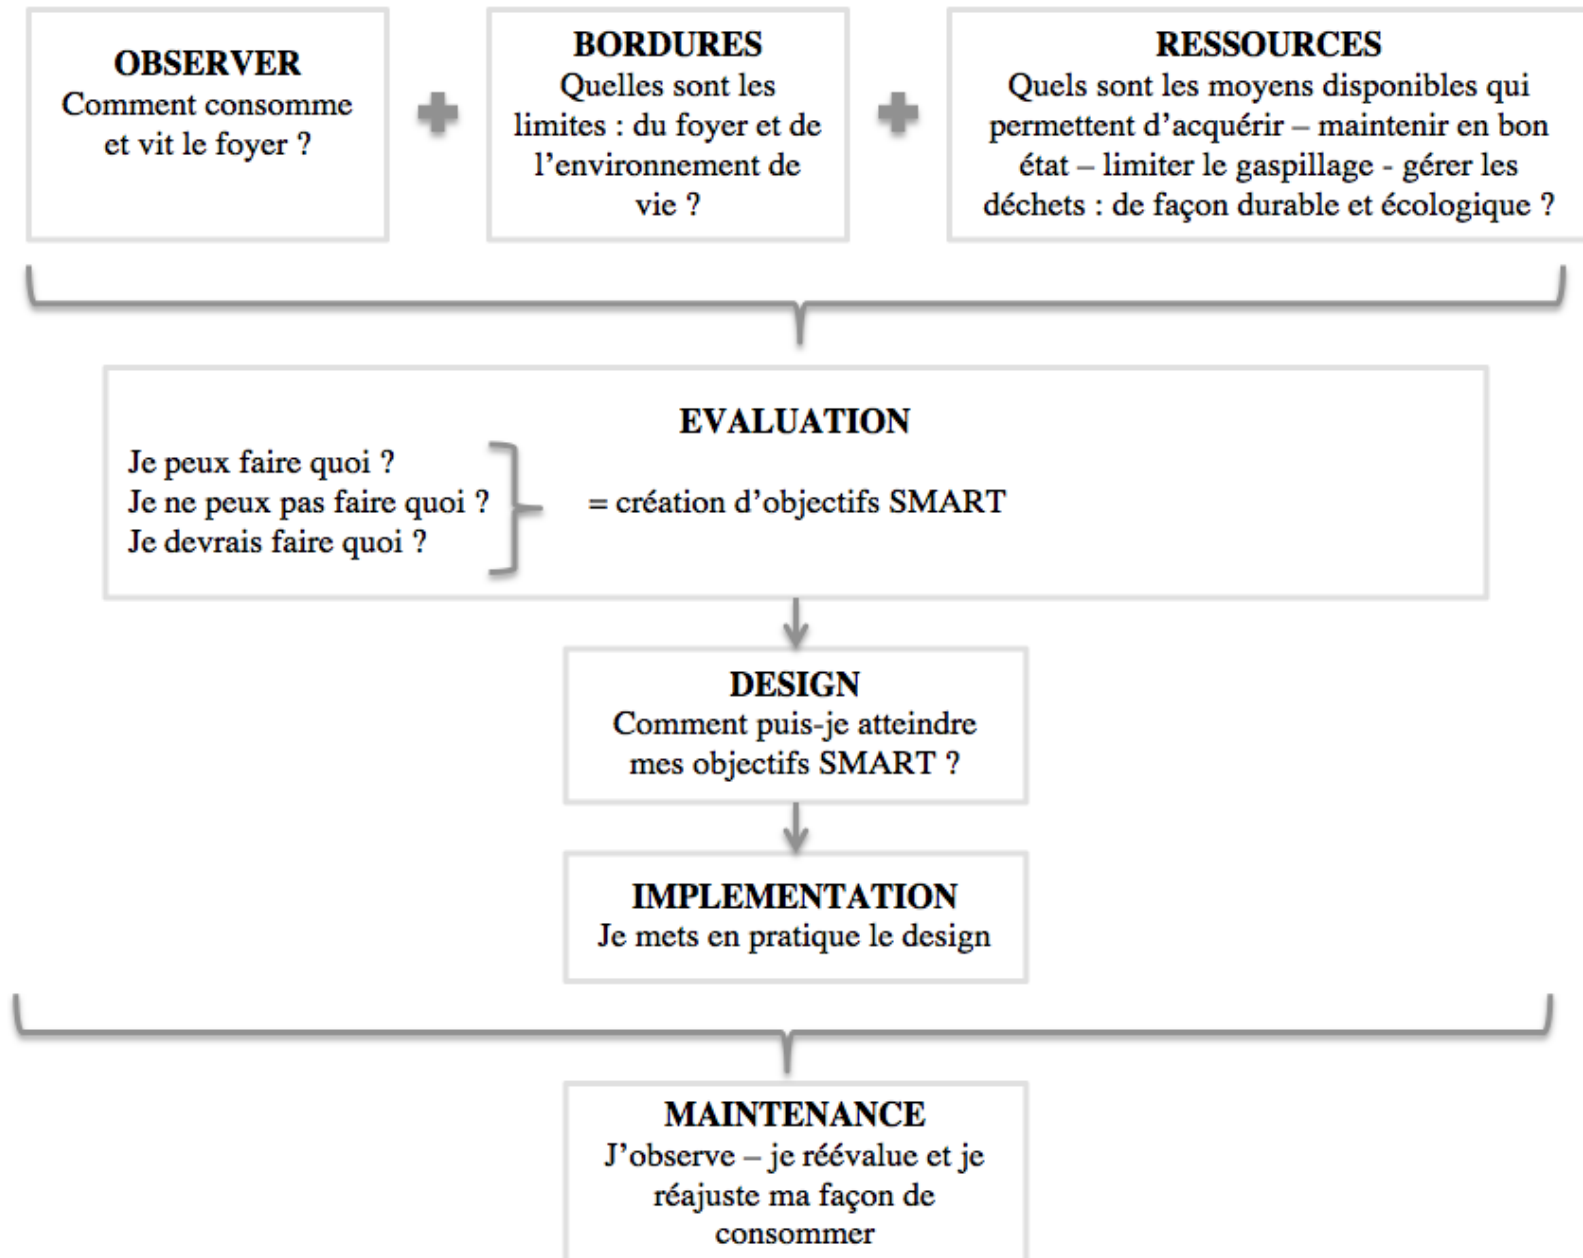 OBSERVER
Comment consomme
et vit le foyer ?
BORDURES
Quelles sont les
limites : du foyer et de
l’environnement de
vie ?
RESSOURCES
Quels sont les moyens disponibles qui
permettent d’acquérir – maintenir en bon
état – limiter le gaspillage - gérer les
déchets : de façon durable et écologique ?
EVALUATION
Je peux faire quoi ?
Je ne peux pas faire quoi ?
= création d’objectifs SMART
Je devrais faire quoi ?
DESIGN
Comment puis-je atteindre
mes objectifs SMART ?
IMPLEMENTATION
Je mets en pratique le design
MAINTENANCE
J’observe – je réévalue et je
réajuste ma façon de
consommer